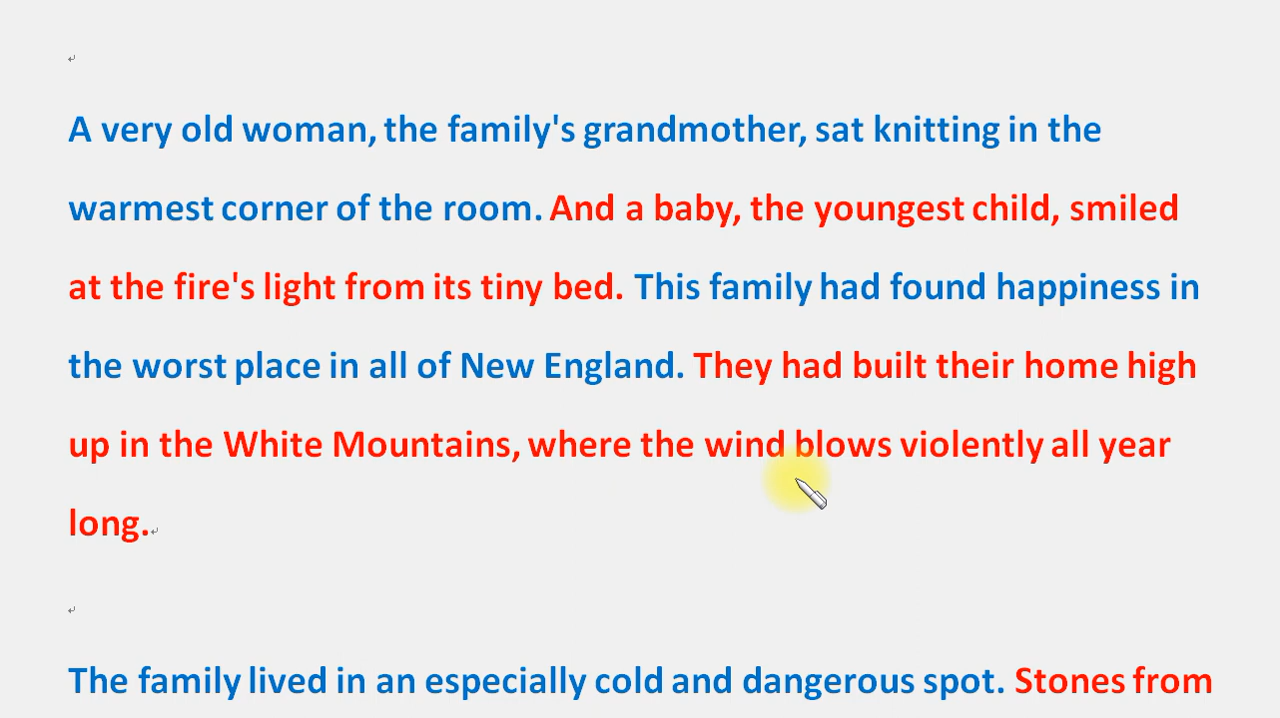 A very old woman, the family's grandmother, sat knitting in the
warmest corner of the room. And a baby, the youngest child, smiled
at the fire's light from its tiny bed. This family had found happiness in
the worst place in all of New England. They had built their home high
up in the White Mountains, where the wind blows violently all year
long.
The family lived in an especially cold and dangerous spot. Stones from